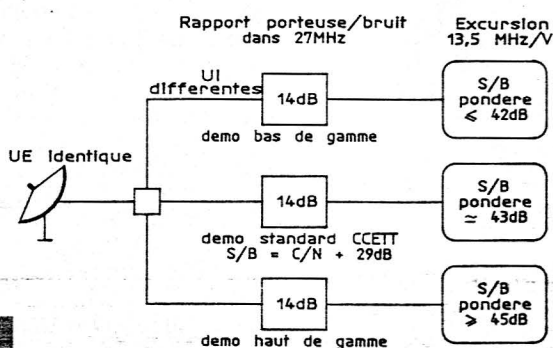 Rapport porteuse/bruit
dans 27MHz
Excursion
13,5 MHz/V
UI
differentes
14dB
demo bas de gamme
S/B
pondere
⩽ 42dB
UE identique
14dB
demo standard CCETT
S/B = C/N + 29dB
S/B
pondere
≃ 43dB
14dB
demo haut de gamme
S/B
pondere
⩾ 45dB